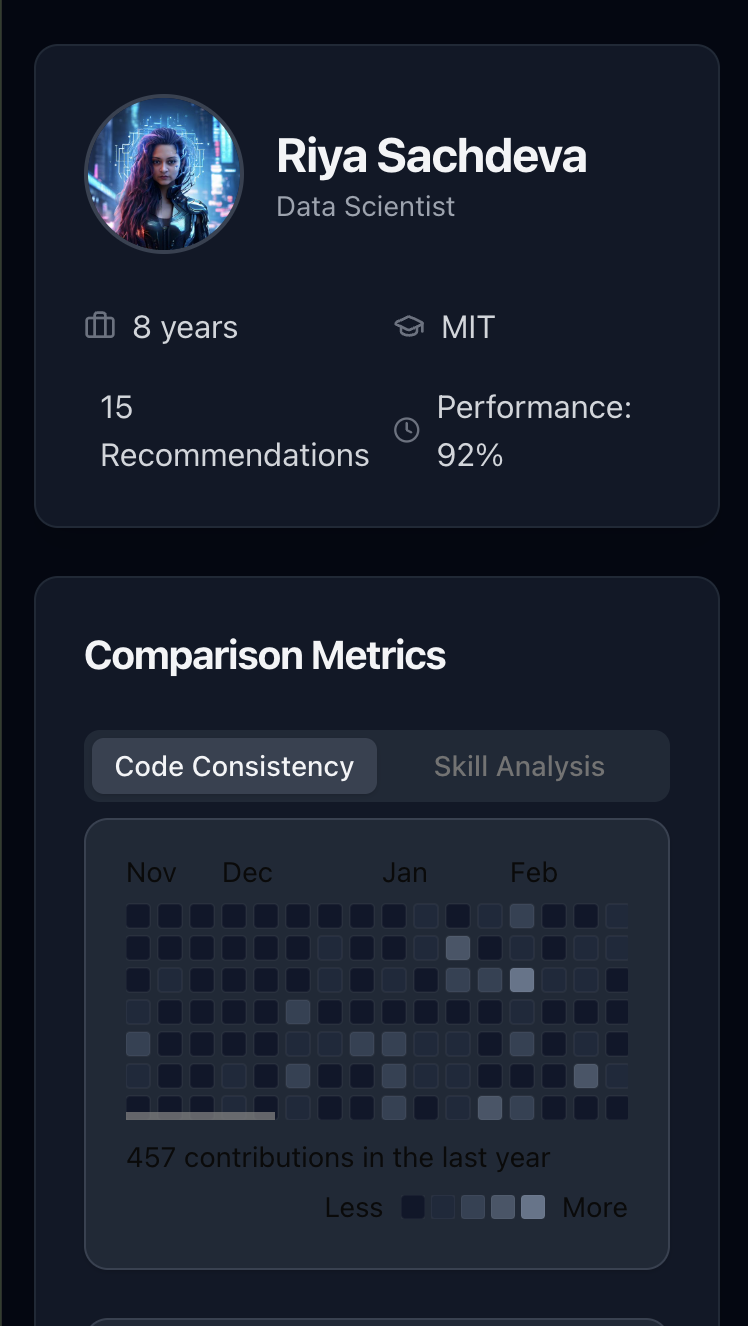 Riya Sachdeva
Data Scientist
8 years
MIT
15
Recommendations
Performance:
92%
Comparison Metrics
Code Consistency
Skill Analysis
Nov Dec Jan Feb
457 contributions in the last year
Less More